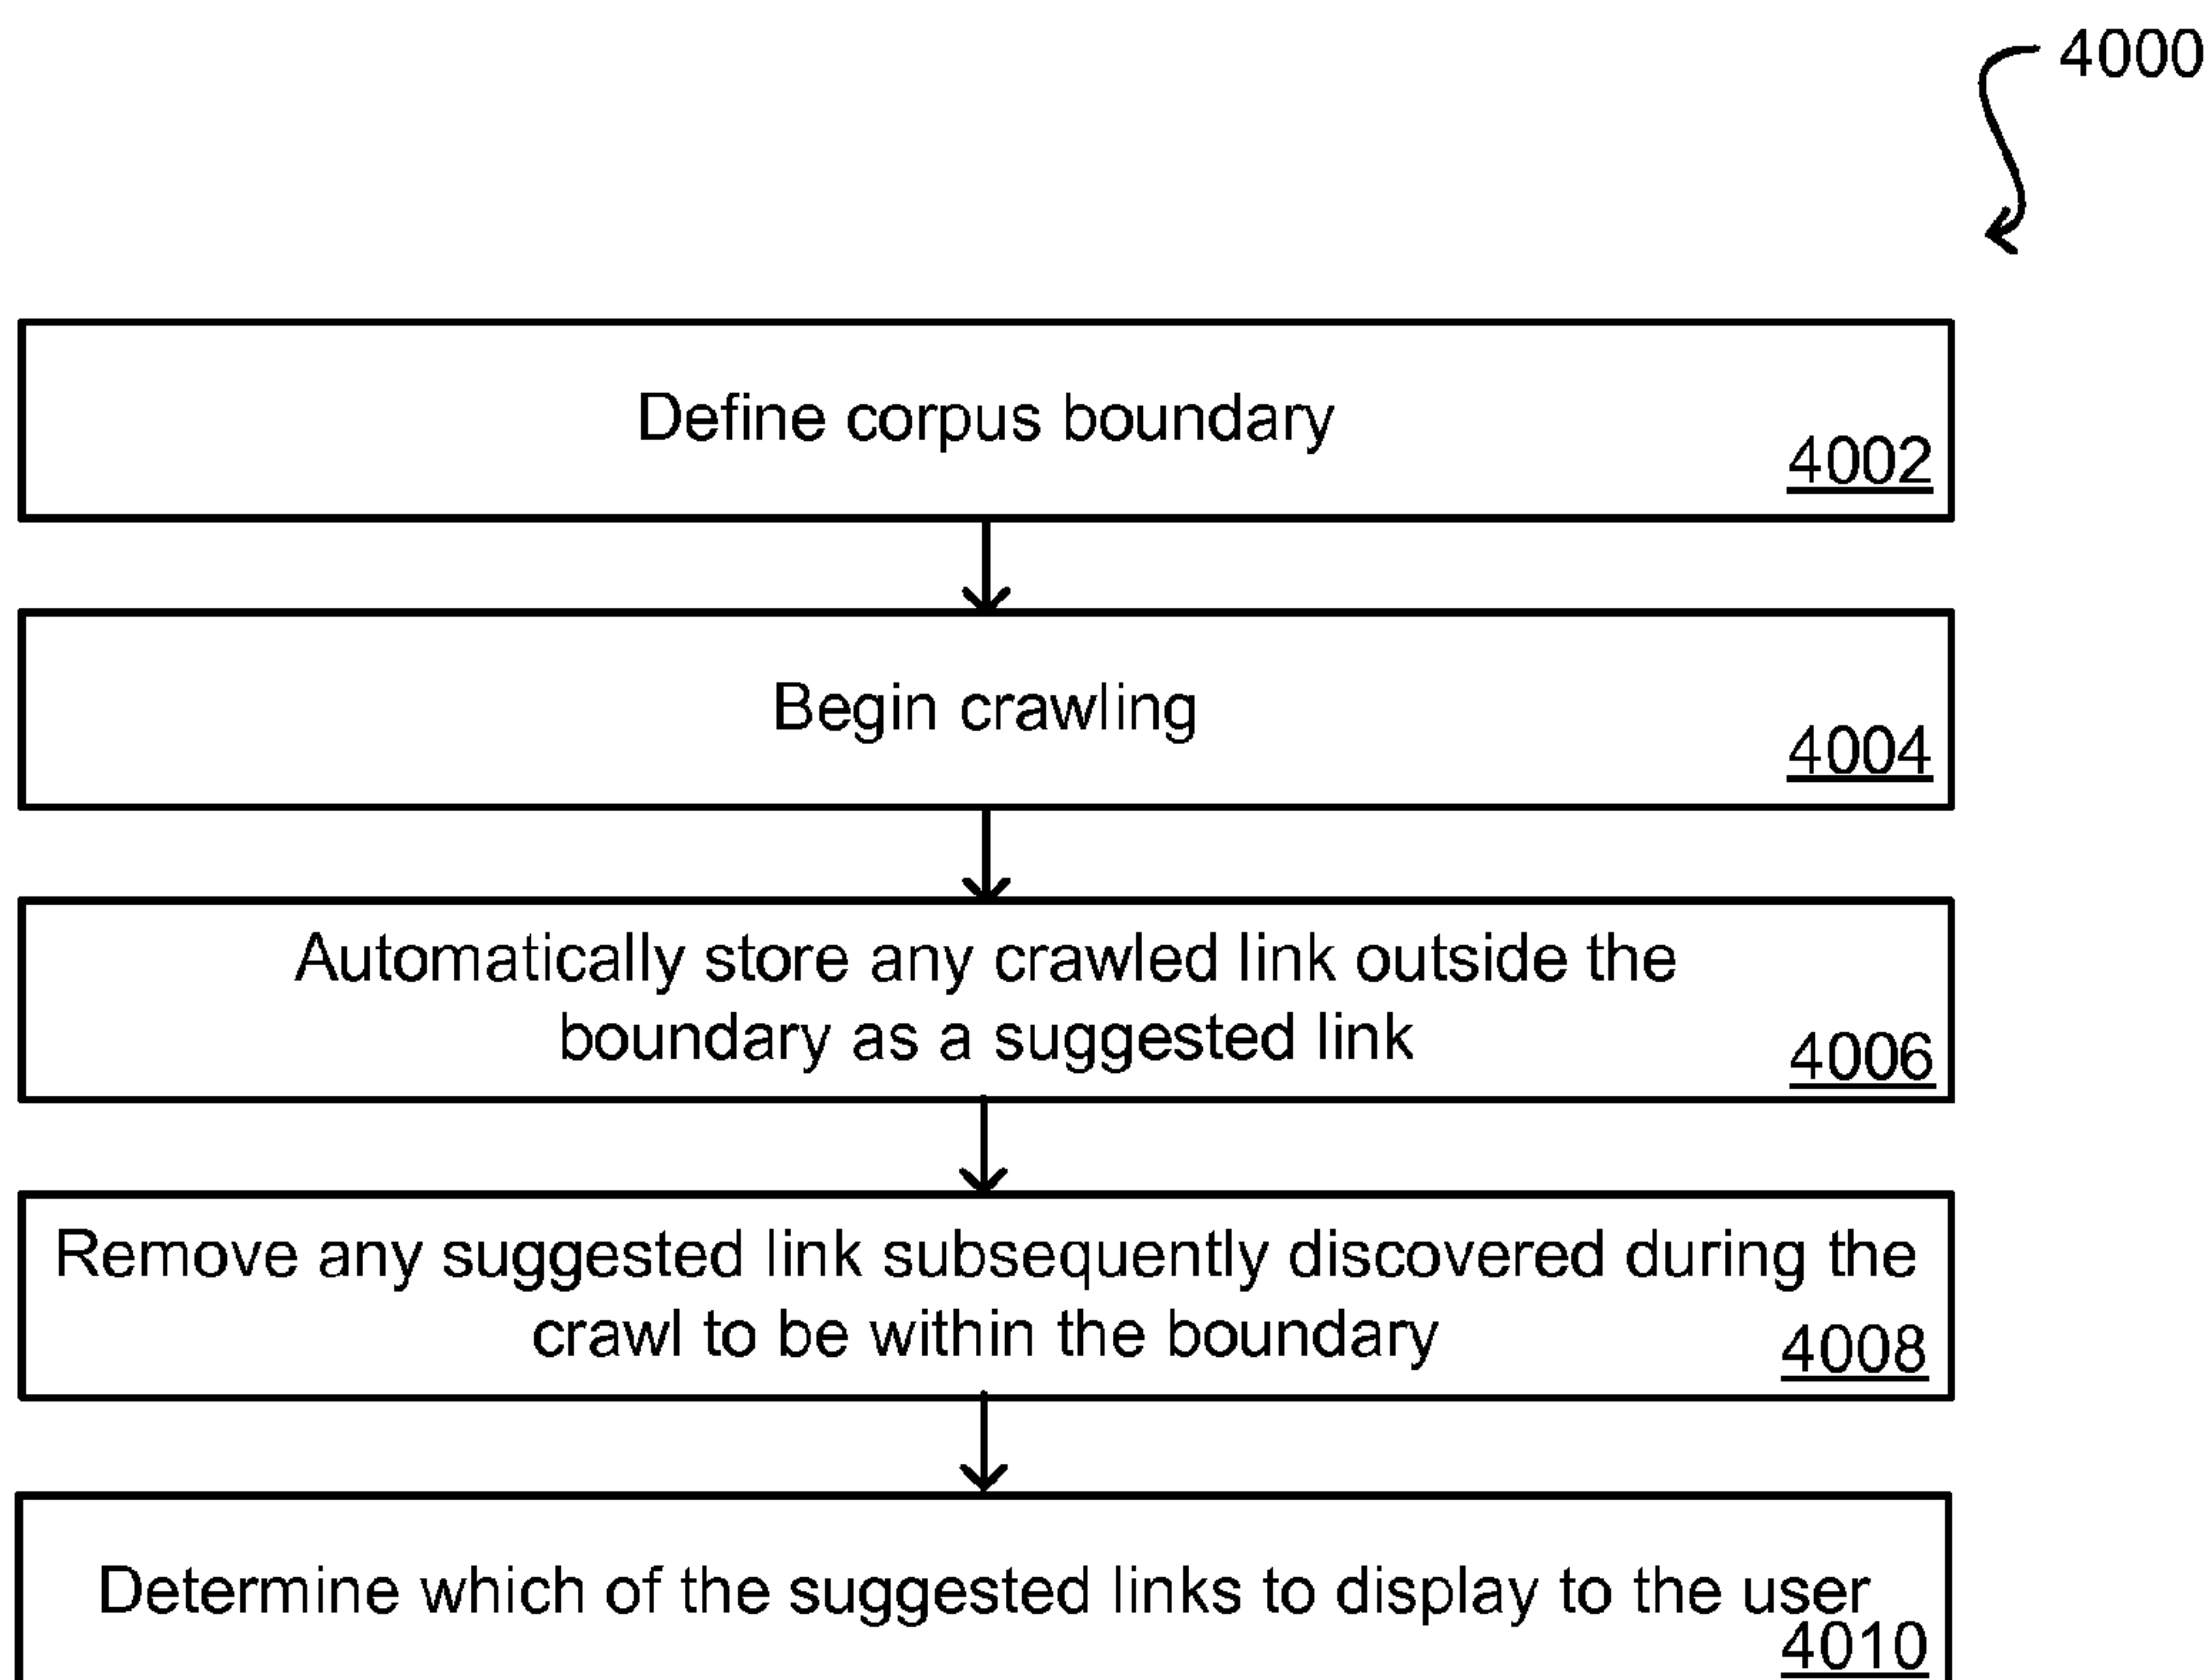 4000
Define corpus boundary
4002
Begin crawling
4004
Automatically store any crawled link outside the
boundary as a suggested link
4006
Remove any suggested link subsequently discovered during the
crawl to be within the boundary
4008
Determine which of the suggested links to display to the user
4010